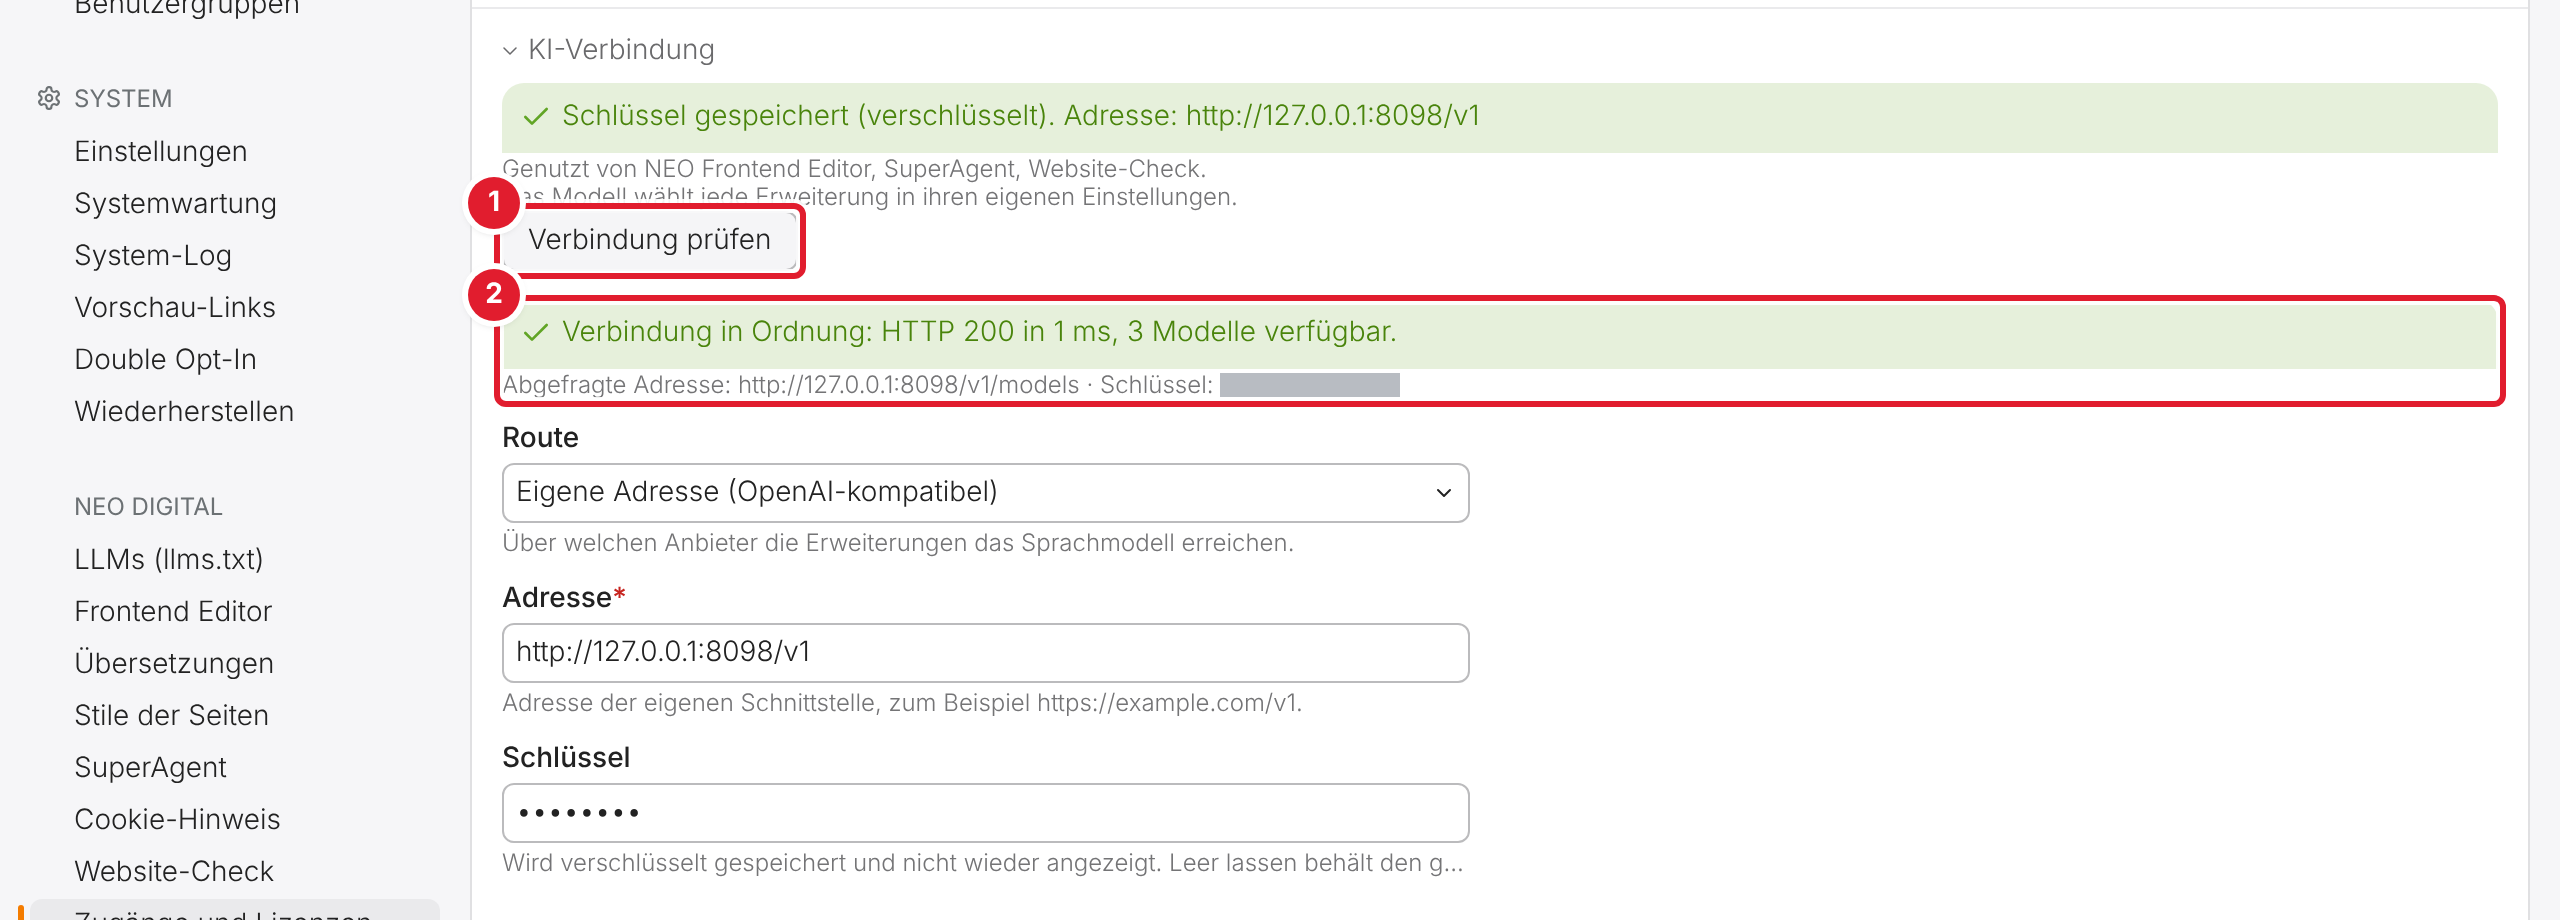 Benutzergruppen
SYSTEM
Einstellungen
Systemwartung
System-Log
Vorschau-Links
Double Opt-In
Wiederherstellen
NEO DIGITAL
LLMs (llms.txt)
Frontend Editor
Übersetzungen
Stile der Seiten
SuperAgent
Cookie-Hinweis
Website-Check
Zugänge und Lizenzen
KI-Verbindung
Schlüssel gespeichert (verschlüsselt). Adresse: http://127.0.0.1:8098/v1
Genutzt von NEO Frontend Editor, SuperAgent, Website-Check.
Modell wählt jede Erweiterung in ihren eigenen Einstellungen.
1
Verbindung prüfen
2
Verbindung in Ordnung: HTTP 200 in 1 ms, 3 Modelle verfügbar.
Abgefragte Adresse: http://127.0.0.1:8098/v1/models · Schlüssel:
Route
Eigene Adresse (OpenAI-kompatibel)
Über welchen Anbieter die Erweiterungen das Sprachmodell erreichen.
Adresse*
http://127.0.0.1:8098/v1
Adresse der eigenen Schnittstelle, zum Beispiel https://example.com/v1.
Schlüssel
••••••••
Wird verschlüsselt gespeichert und nicht wieder angezeigt. Leer lassen behält den g...